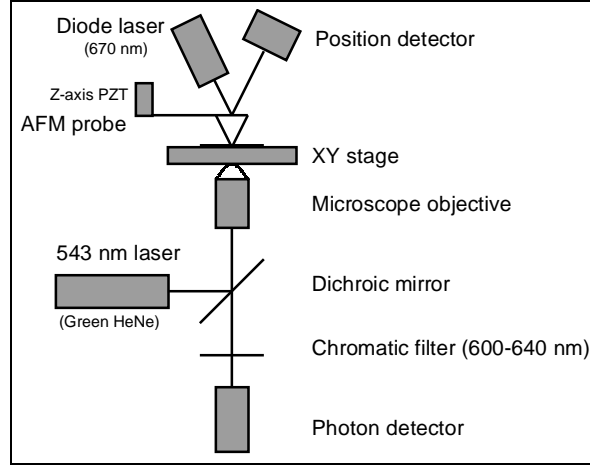 Diode laser
(670 nm)
Position detector
Z-axis PZT
AFM probe
XY stage
Microscope objective
543 nm laser
(Green HeNe)
Dichroic mirror
Chromatic filter (600-640 nm)
Photon detector